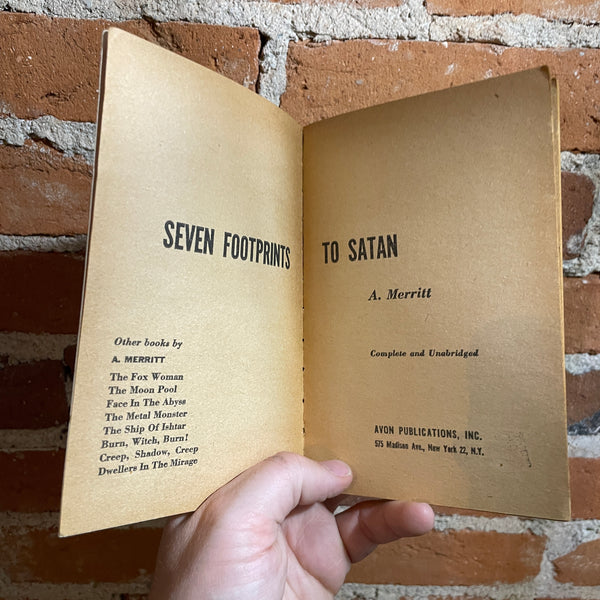 SEVEN FOOTPRINTS TO SATAN
A. Merritt
Complete and Unabridged
AVON PUBLICATIONS, INC.
575 Madison Ave., New York 22, N.Y.
Other books by
A. MERRITT
The Fox Woman
The Moon Pool
Face In The Abyss
The Metal Monster
The Ship Of Ishtar
Burn, Witch, Burn!
Creep, Shadow, Creep
Dwellers In The Mirage